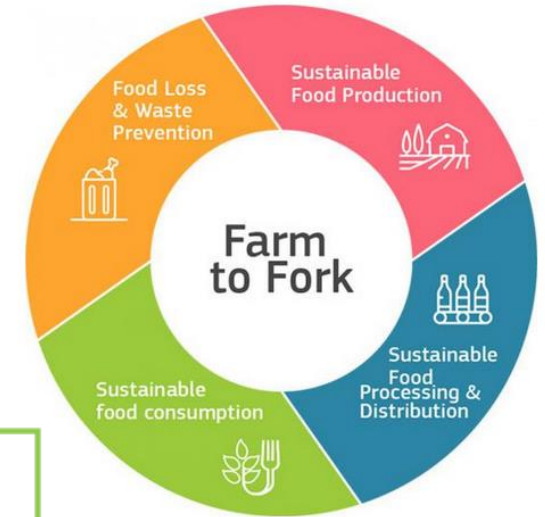 Food Loss
& Waste
Prevention
Sustainable
Food Production
Farm
to Fork
Sustainable
Food
Processing &
Distribution
Sustainable
food consumption